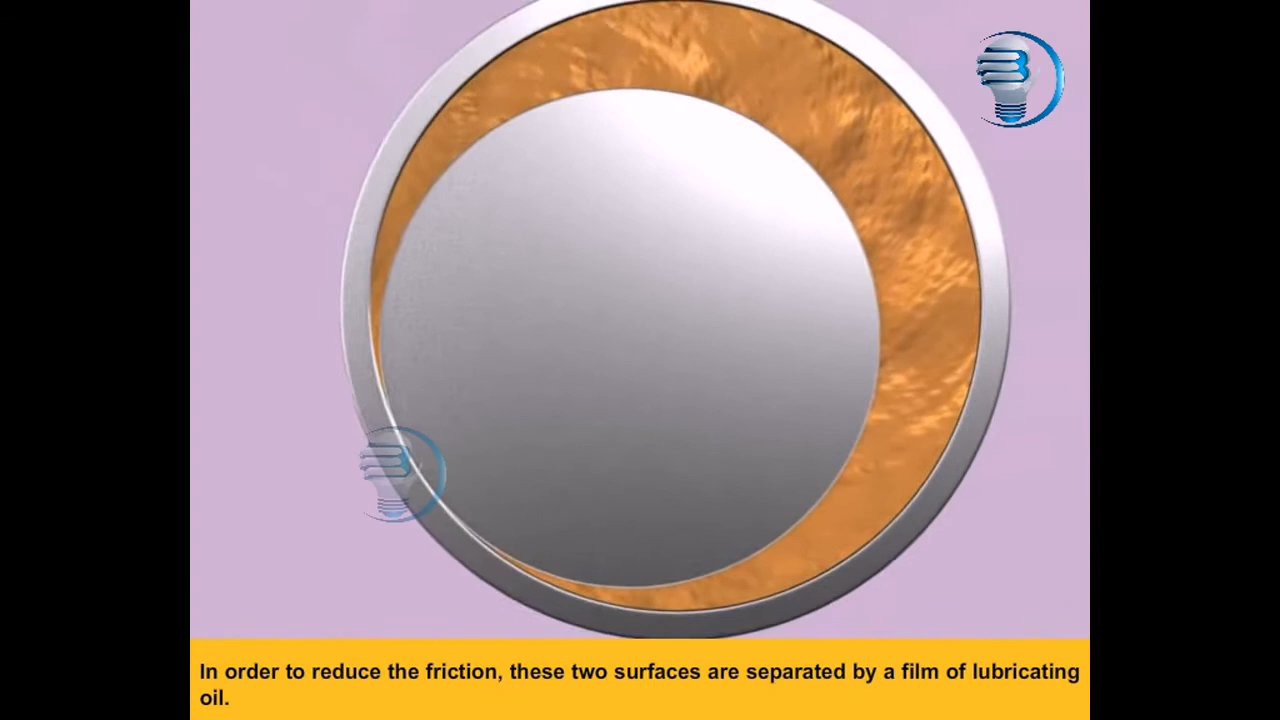 In order to reduce the friction, these two surfaces are separated by a film of lubricating
oil.